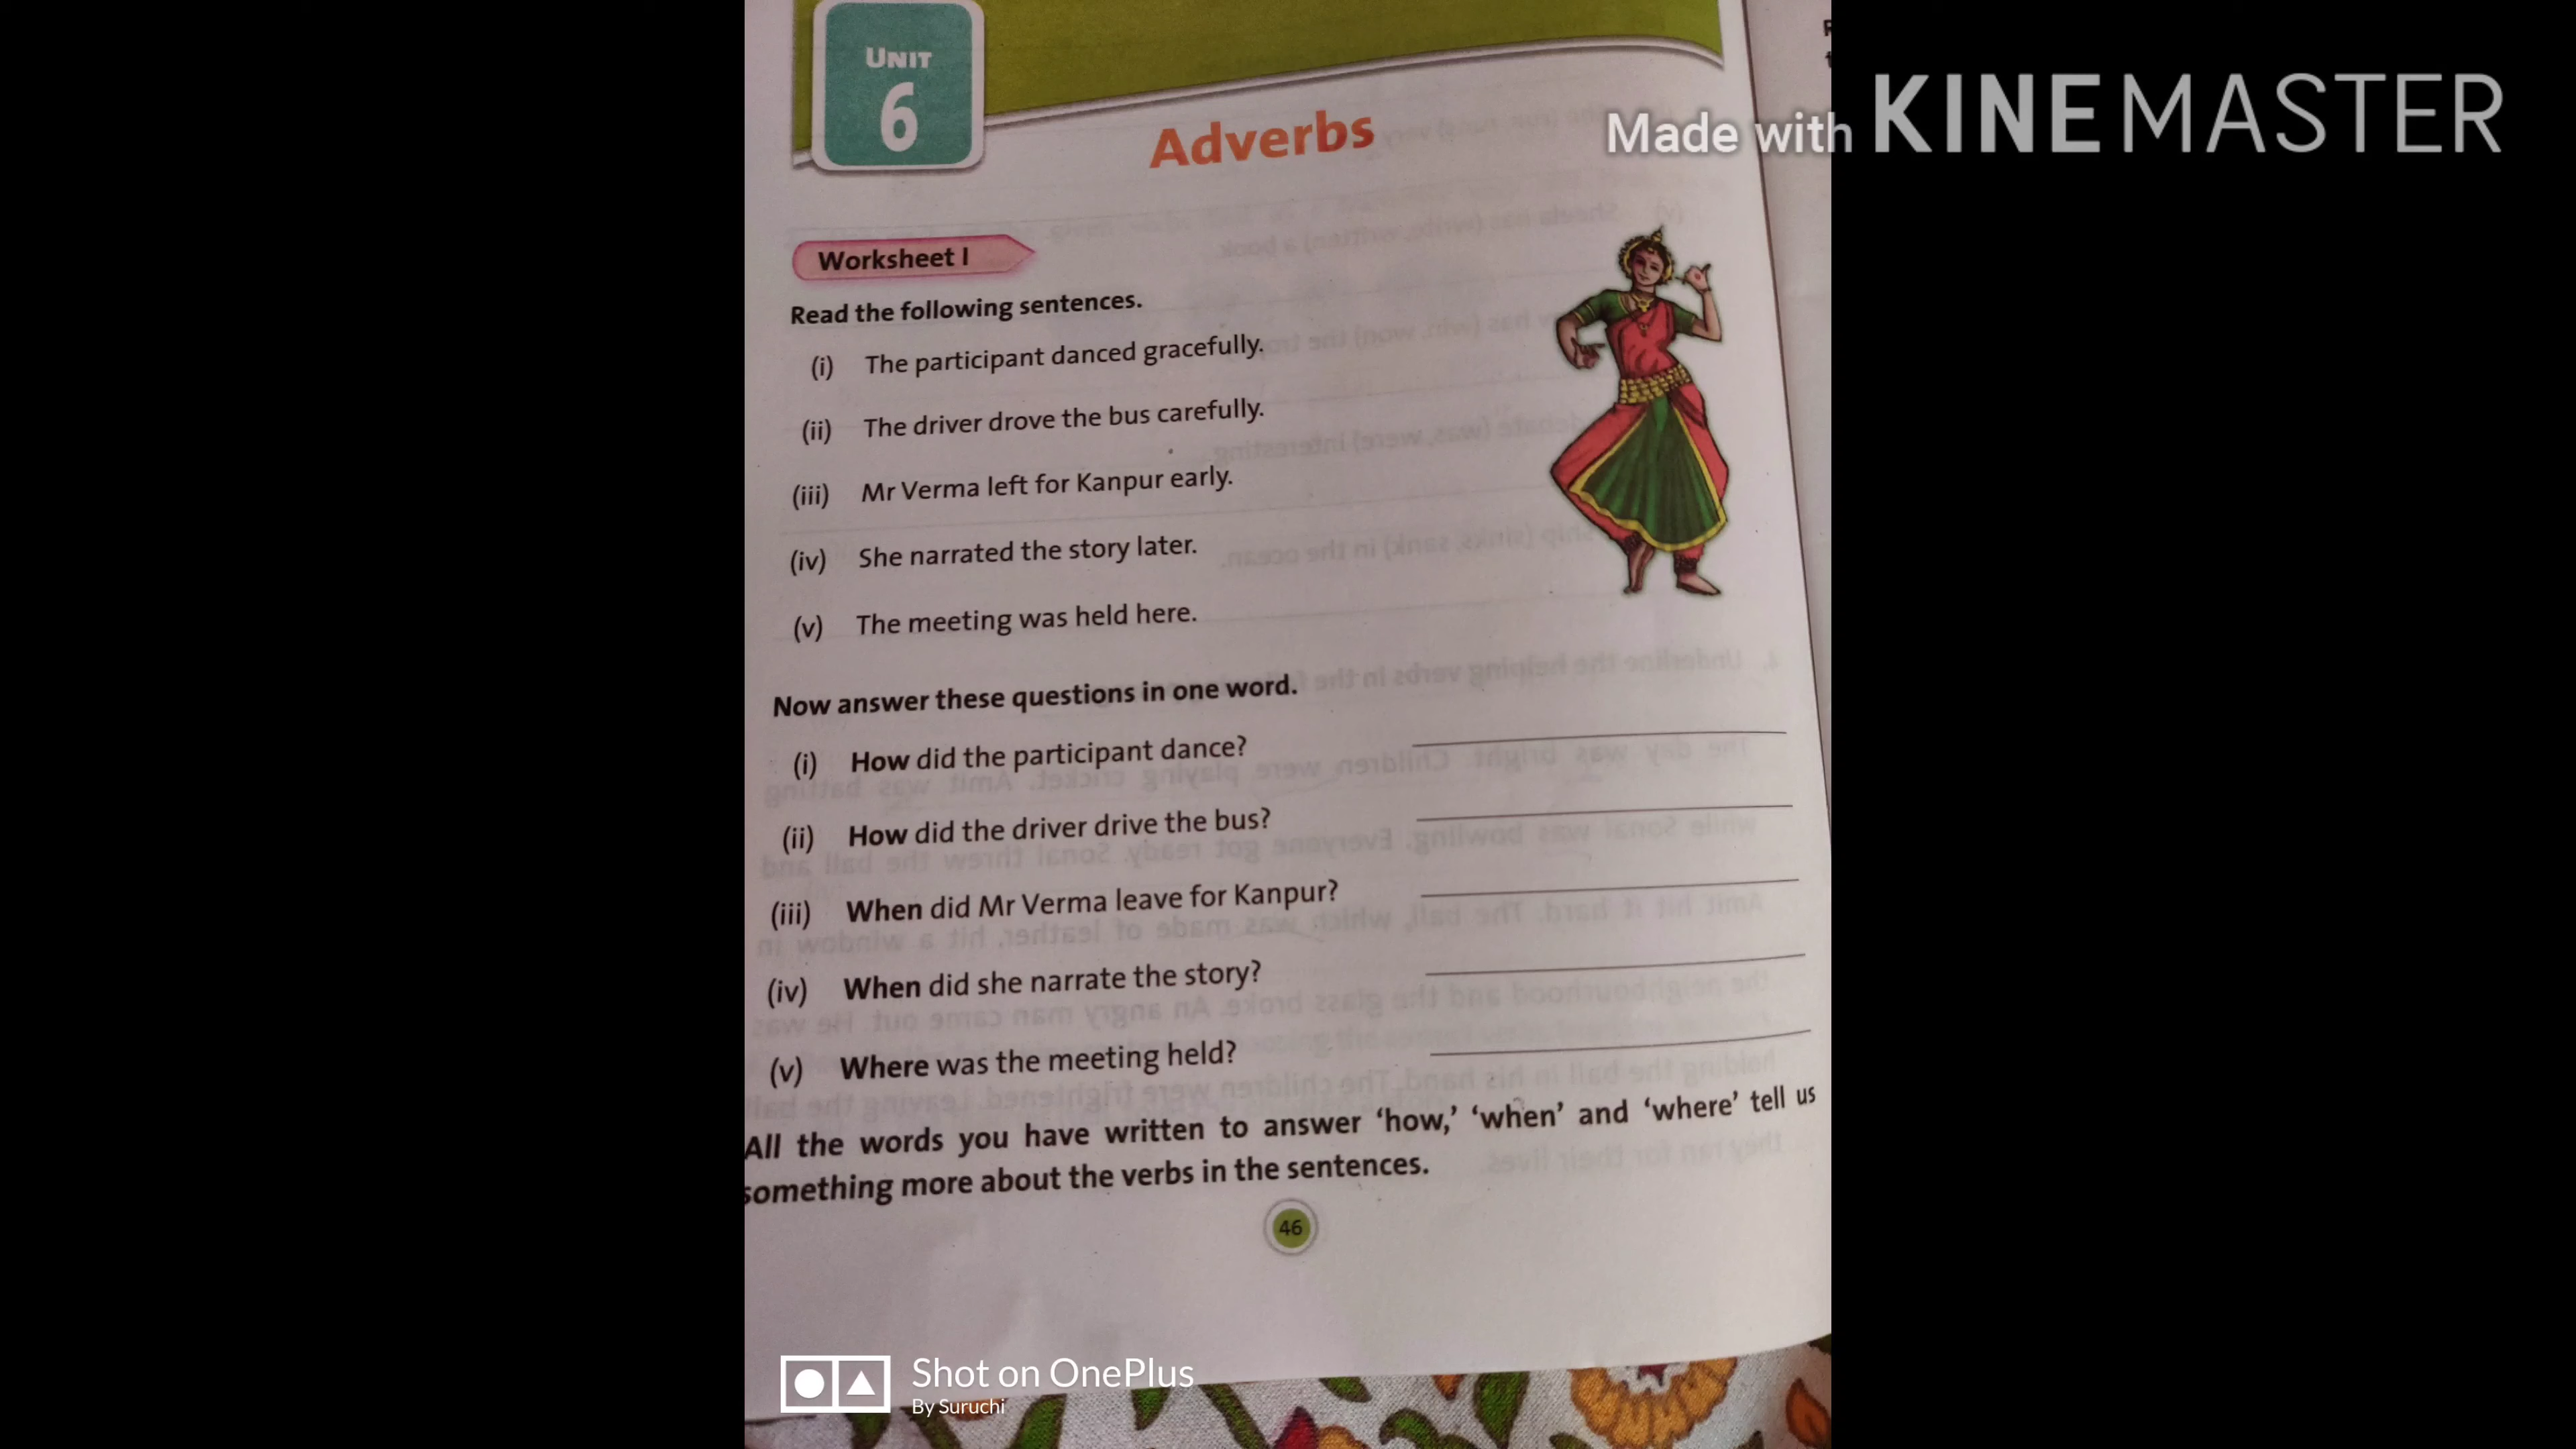 UNIT
6
Adverbs
Made with KINEMASTER
Worksheet I
Read the following sentences.
(i) The participant danced gracefully.
(ii) The driver drove the bus carefully.
(iii) Mr Verma left for Kanpur early.
(iv) She narrated the story later.
(v) The meeting was held here.
Now answer these questions in one word.
(i) How did the participant dance?
(ii) How did the driver drive the bus?
(iii) When did Mr Verma leave for Kanpur?
(iv) When did she narrate the story?
(v) Where was the meeting held?
All the words you have written to answer ‘how,’ ‘when’ and ‘where’ tell us
something more about the verbs in the sentences.
46
Shot on OnePlus
By Suruchi